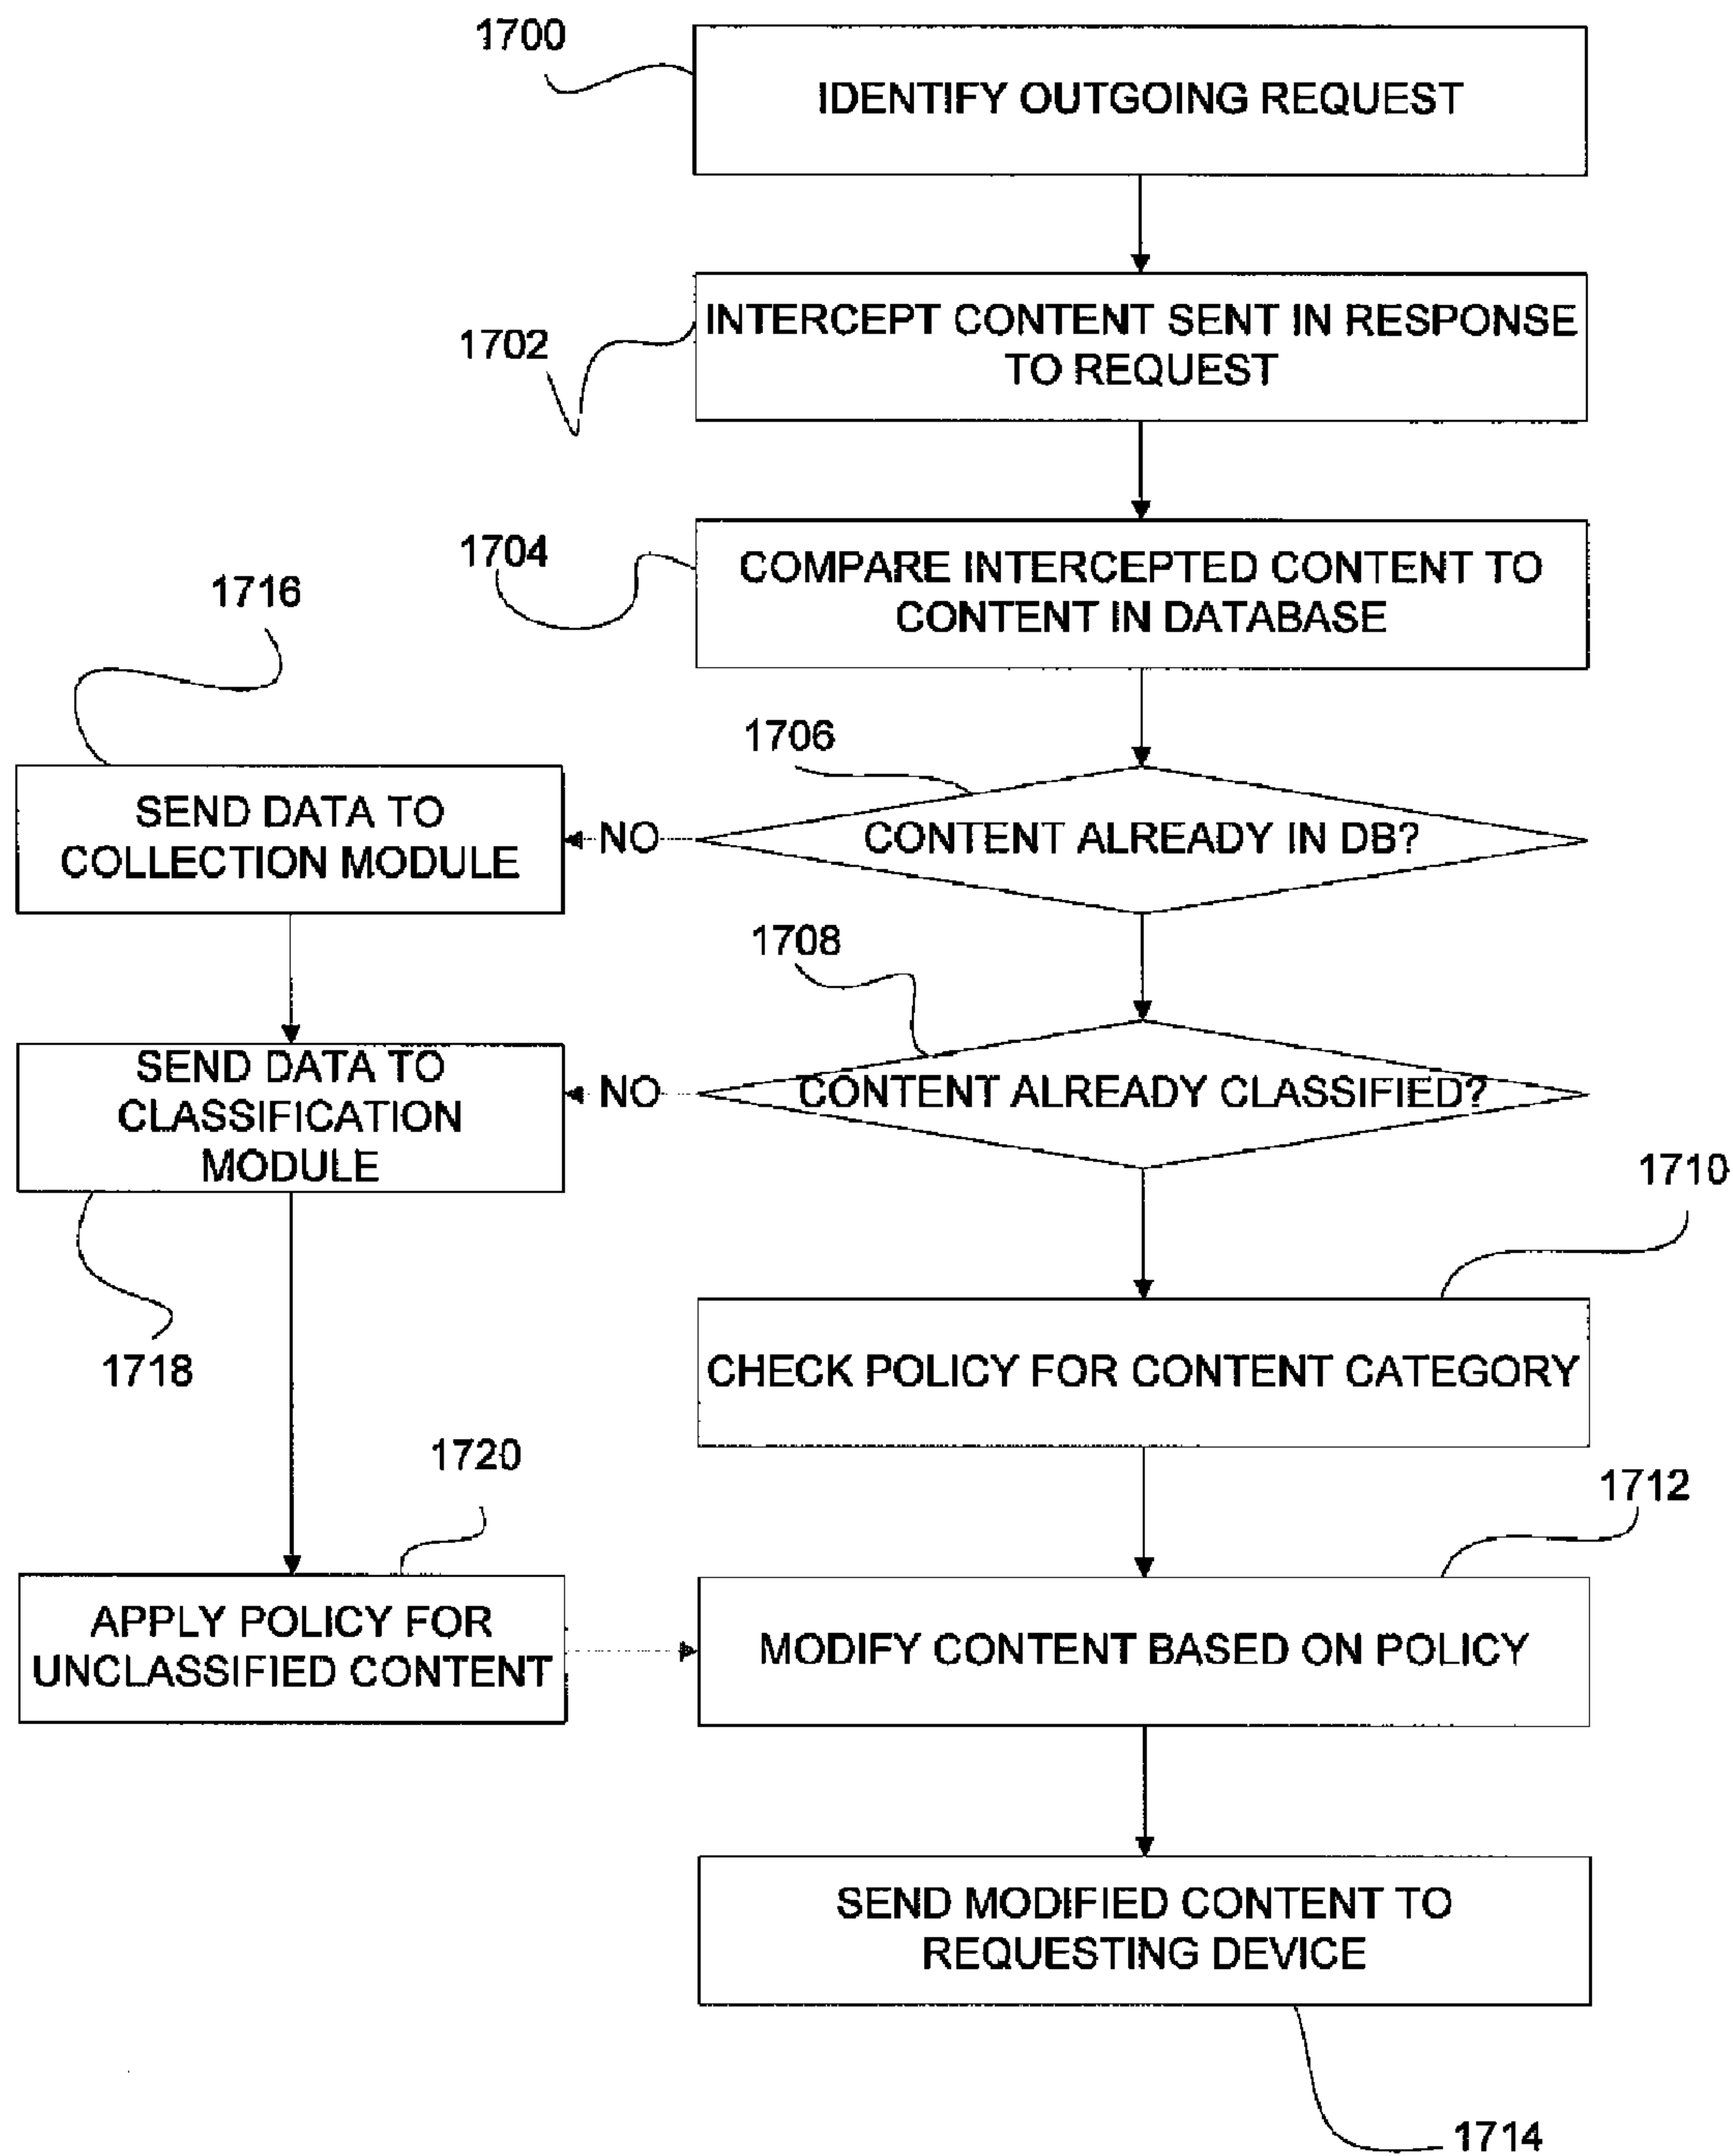 1700
IDENTIFY OUTGOING REQUEST
1702
INTERCEPT CONTENT SENT IN RESPONSE
TO REQUEST
1704
COMPARE INTERCEPTED CONTENT TO
CONTENT IN DATABASE
1716
1706
SEND DATA TO
COLLECTION MODULE
NO
CONTENT ALREADY IN DB?
1708
SEND DATA TO
CLASSIFICATION
MODULE
NO
CONTENT ALREADY CLASSIFIED?
1710
1718
CHECK POLICY FOR CONTENT CATEGORY
1720
1712
APPLY POLICY FOR
UNCLASSIFIED CONTENT
MODIFY CONTENT BASED ON POLICY
SEND MODIFIED CONTENT TO
REQUESTING DEVICE
1714